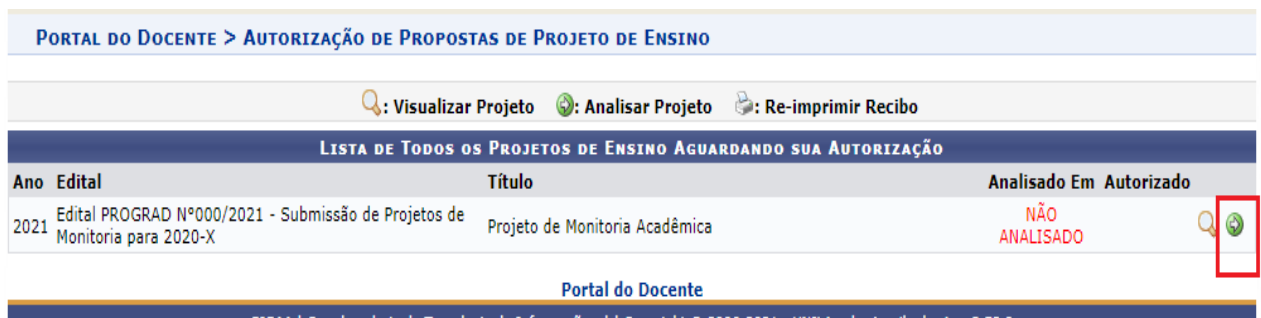 Portal do Docente > Autorização de Propostas de Projeto de Ensino
: Visualizar Projeto : Analisar Projeto : Re-imprimir Recibo
Lista de Todos os Projetos de Ensino Aguardando sua Autorização
Ano Edital Título Analisado Em Autorizado
2021 Edital PROGRAD Nº000/2021 - Submissão de Projetos de Monitoria para 2020-X Projeto de Monitoria Acadêmica NÃO ANALISADO
Portal do Docente